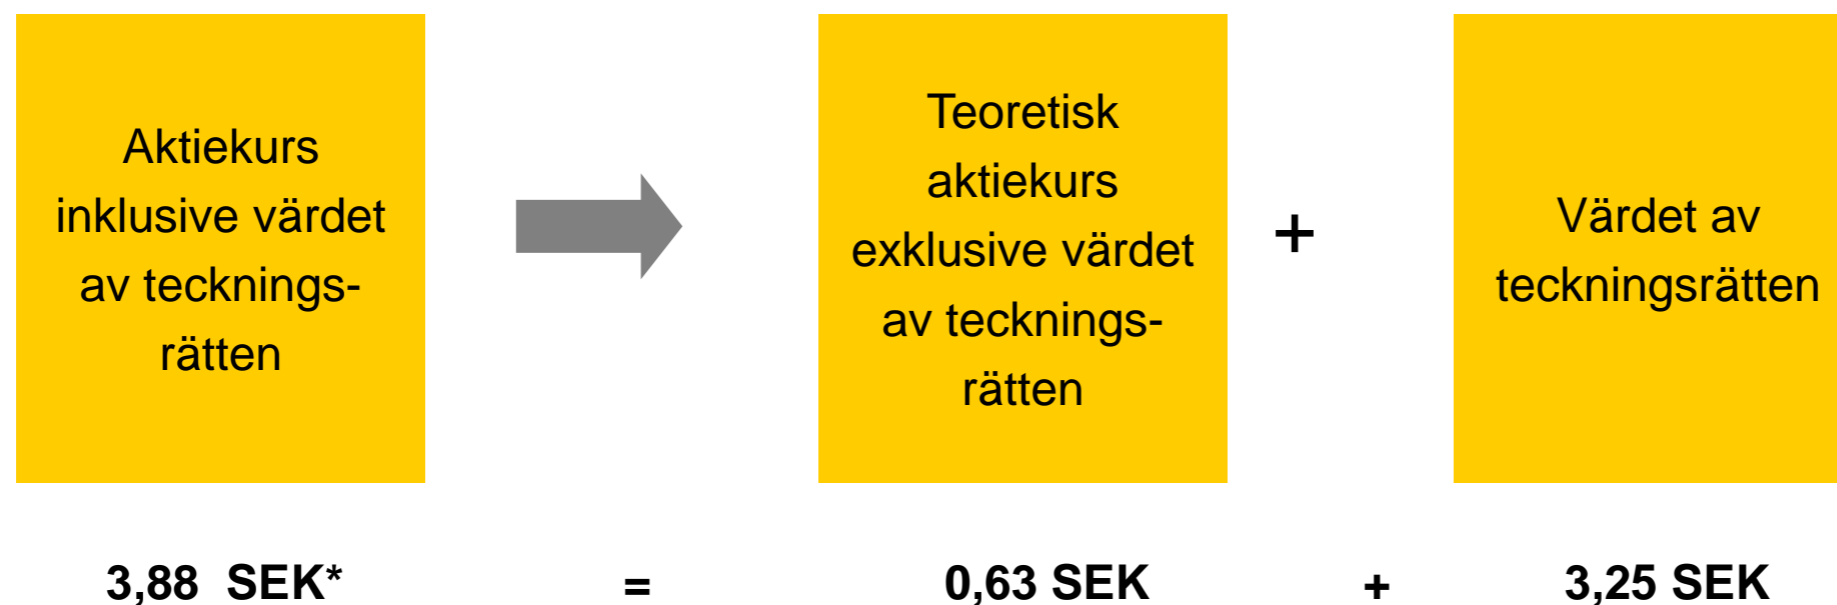 Aktiekurs
inklusive värdet
av tecknings-
rätten
Teoretisk
aktiekurs
exklusive värdet
av tecknings-
rätten
+
Värdet av
teckningsrätten
3,88 SEK* = 0,63 SEK + 3,25 SEK